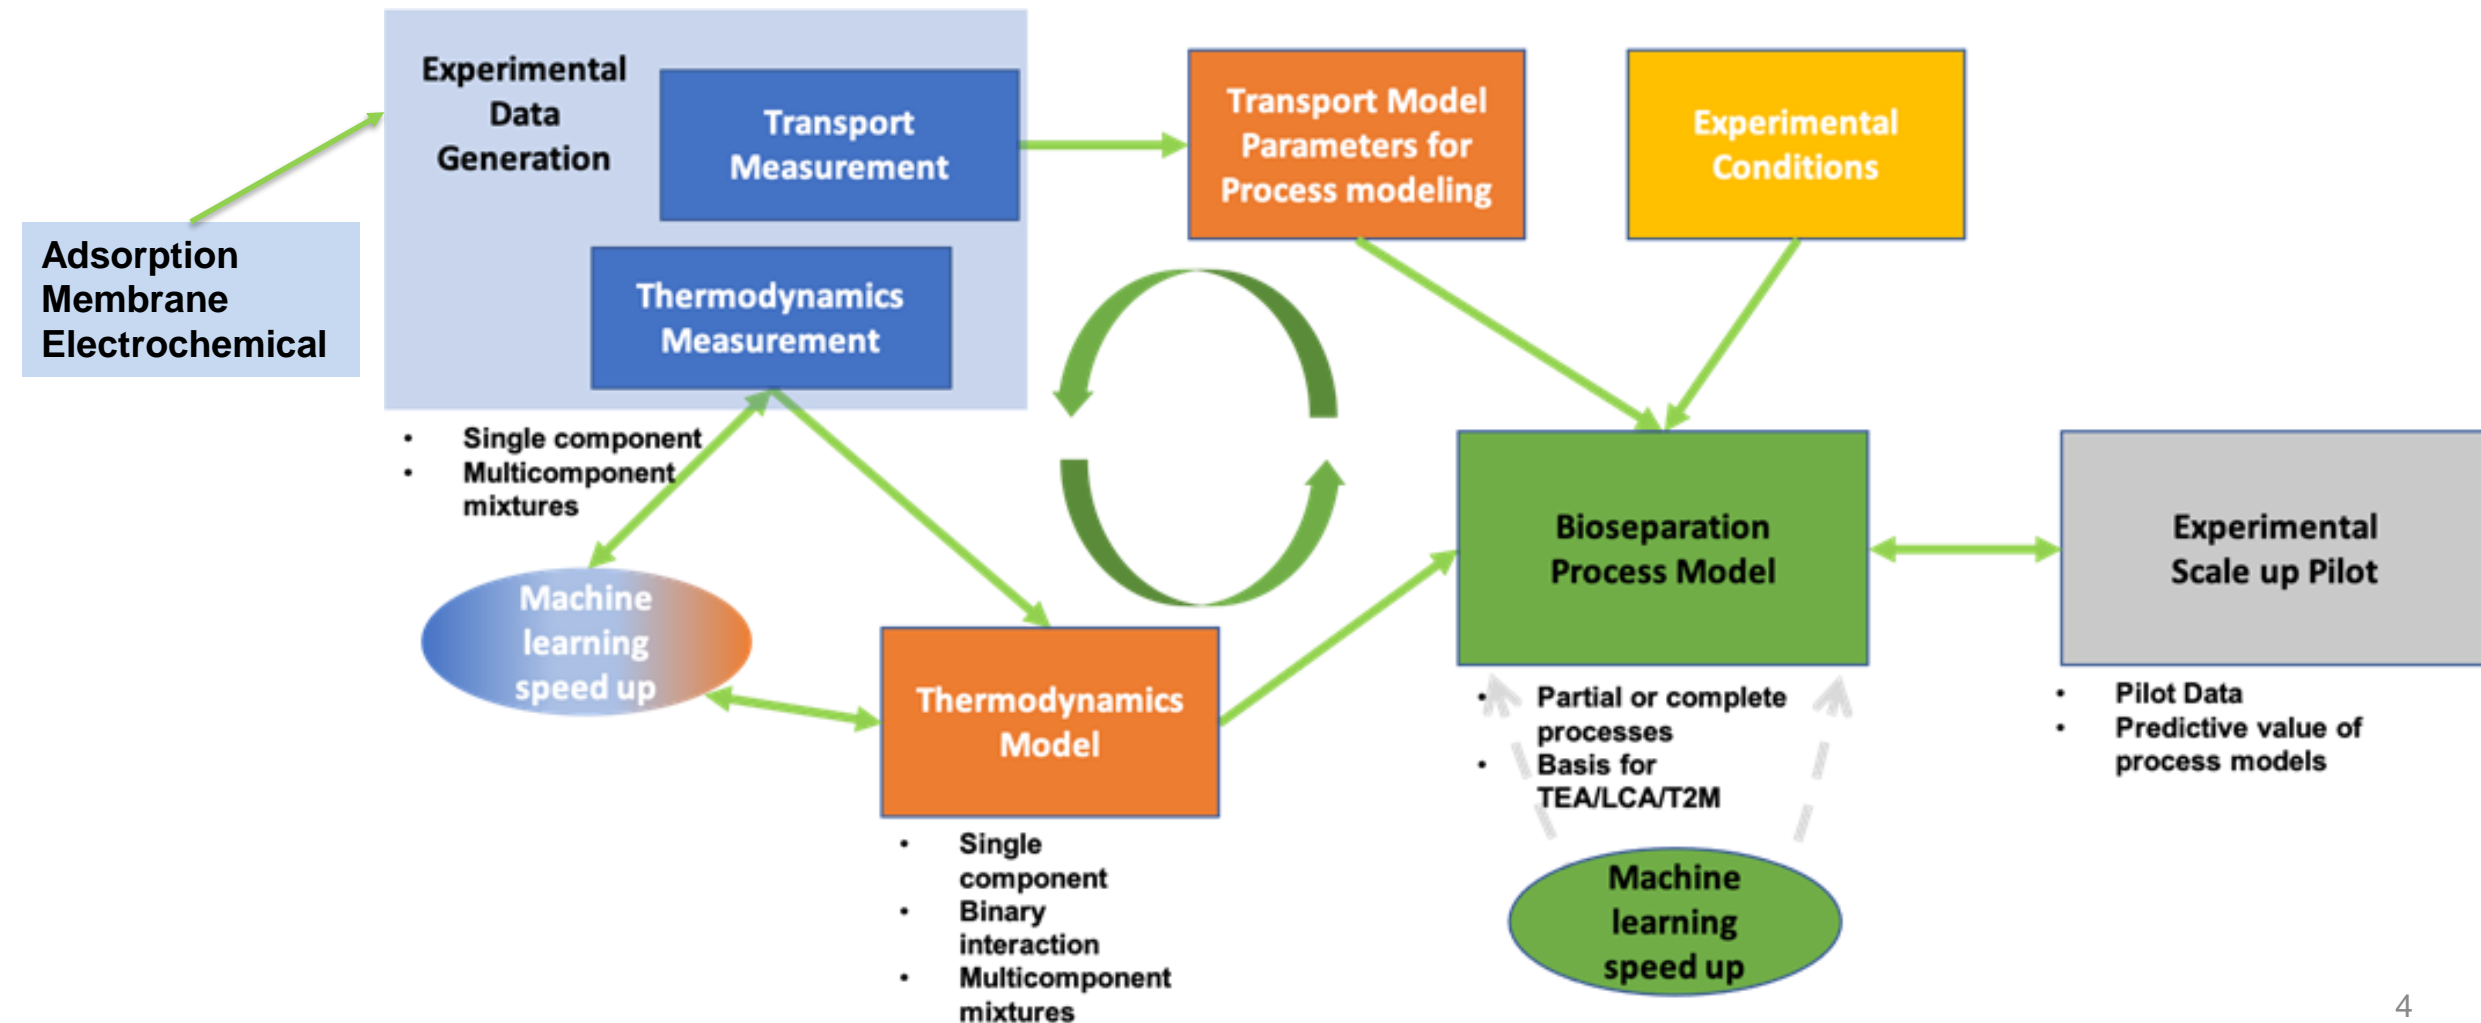 Experimental
Data
Generation
Transport
Measurement
Thermodynamics
Measurement
Adsorption
Membrane
Electrochemical
• Single component
• Multicomponent
mixtures
Transport Model
Parameters for
Process modeling
Experimental
Conditions
Machine
learning
speed up
Thermodynamics
Model
• Single
component
• Binary
interaction
• Multicomponent
mixtures
Bioseparation
Process Model
• Partial or complete
processes
• Basis for
TEA/LCA/T2M
Machine
learning
speed up
Experimental
Scale up Pilot
• Pilot Data
• Predictive value of
process models
4